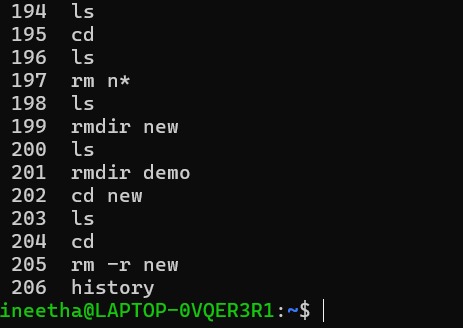 194 ls
195 cd
196 ls
197 rm n*
198 ls
199 rmdir new
200 ls
201 rmdir demo
202 cd new
203 ls
204 cd
205 rm -r new
206 history
ineetha@LAPTOP-0VQER3R1:~$